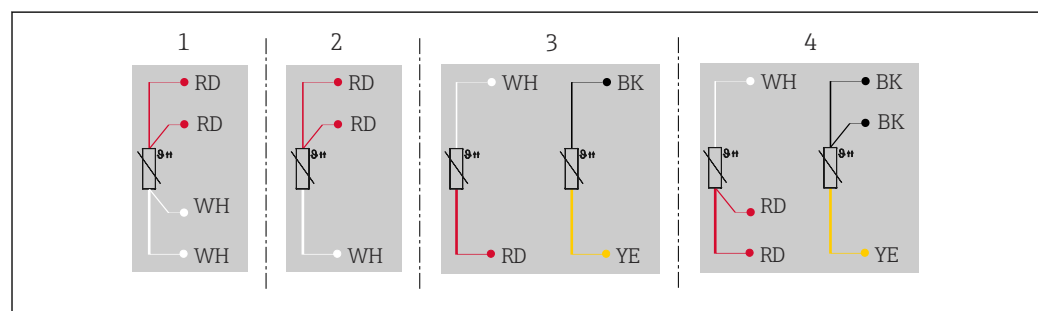 1 2 3 4
RD RD WH BK WH BK
RD RD BK
ϑ ϑ ϑ ϑ ϑ ϑ
WH RD
WH WH RD YE RD YE